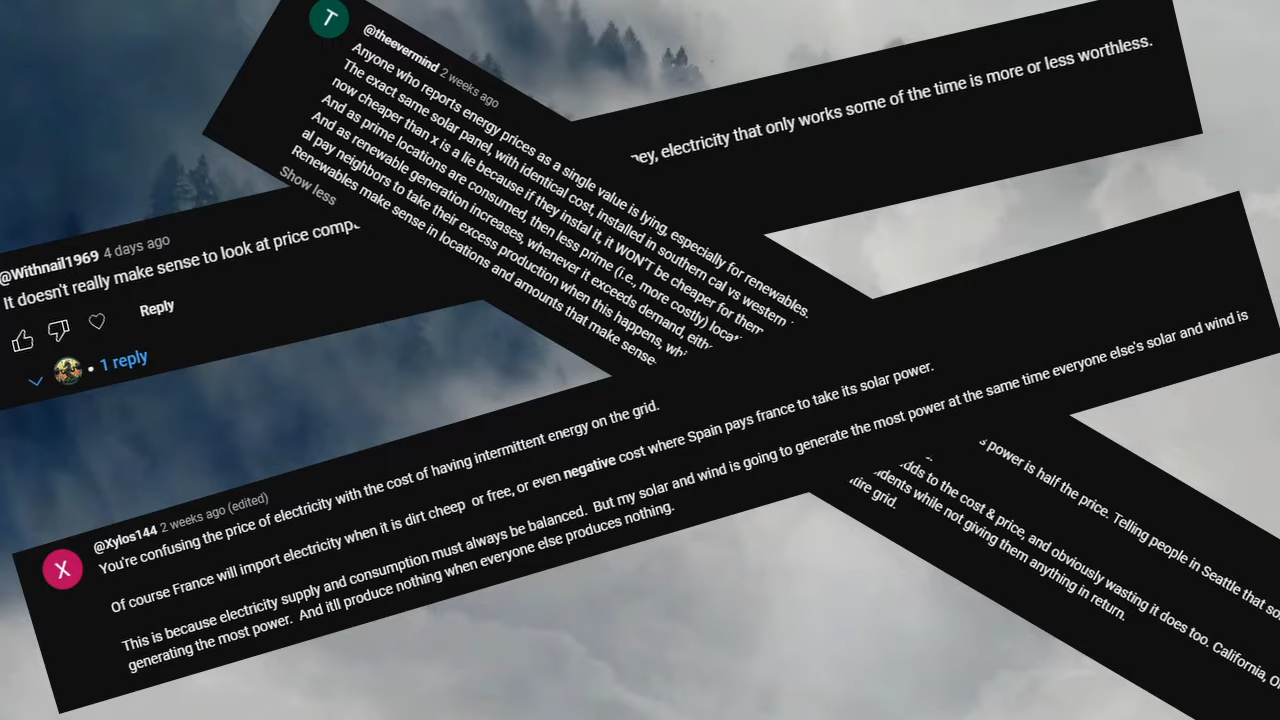 T
@theevermind 2 weeks ago
Anyone who reports energy prices as a single value is lying, especially for renewables.
The exact same solar panel, with identical cost, installed in southern cal vs western
now cheaper than x is a lie because if they install it, it WON'T be cheaper for them
And as prime locations are consumed, then less prime (i.e., more costly)
And as renewable generation increases, whenever it exceeds demand,
al pay neighbors to take their excess production when this happens,
Renewables make sense in locations and amounts that make sense.
Show less
power is half the price. Telling people in Seattle that
to the cost & price, and obviously wasting it does too. California,
while not giving them anything in return.
grid.
@Withnail1969 4 days ago
It doesn't really make sense to look at price
electricity that only works some of the time is more or less worthless.
Reply
• 1 reply
X
@Xylos144 2 weeks ago (edited)
You're confusing the price of electricity with the cost of having intermittent energy on the grid.
Of course France will import electricity when it is dirt cheep or free, or even negative cost where Spain pays france to take its solar power.
This is because electricity supply and consumption must always be balanced. But my solar and wind is going to generate the most power at the same time everyone else's solar and wind is
generating the most power. And itll produce nothing when everyone else produces nothing.